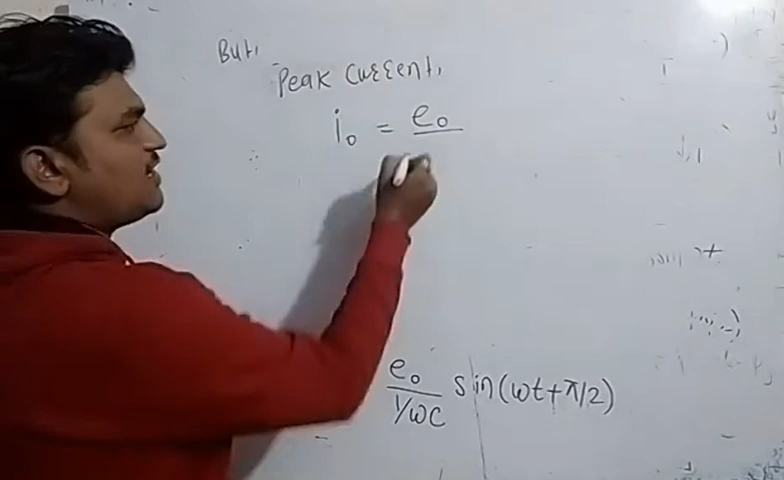 But,
Peak Current,
i₀ = e₀
e₀/1/ωc sin(ωt+π/2)